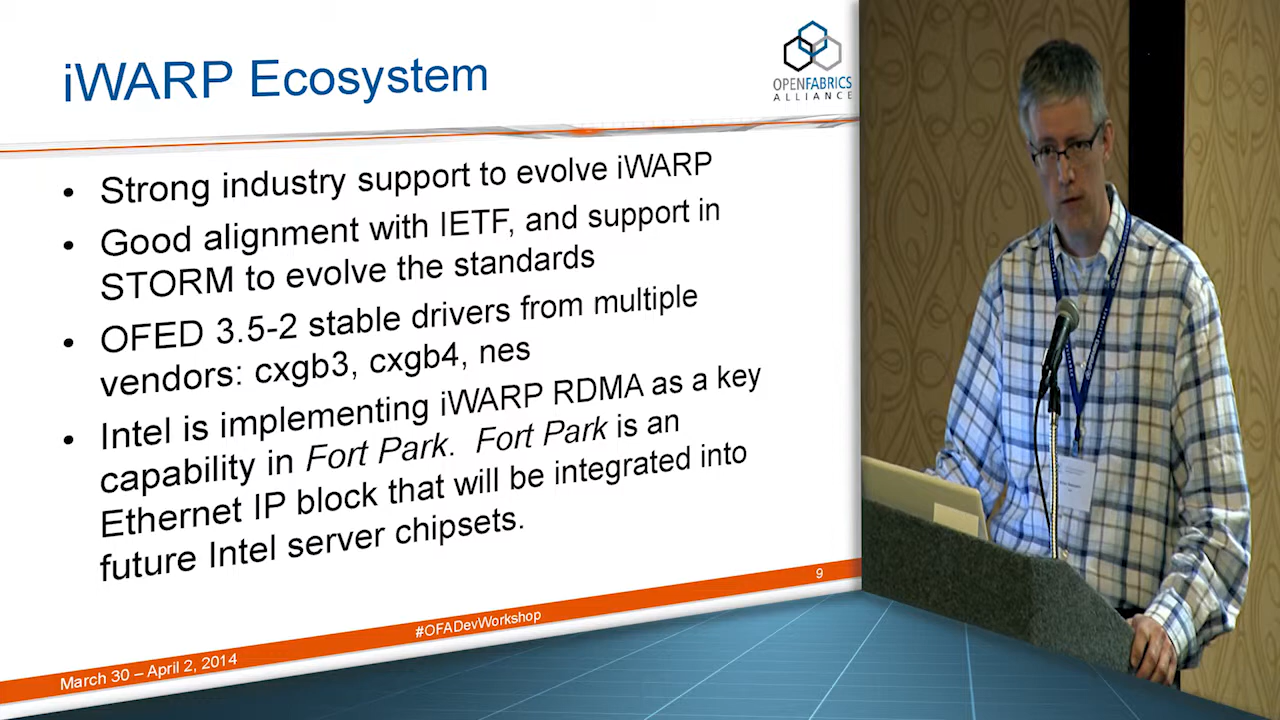 iWARP Ecosystem
OPENFABRICS
ALLIANCE
• Strong industry support to evolve iWARP
• Good alignment with IETF, and support in
STORM to evolve the standards
• OFED 3.5-2 stable drivers from multiple
vendors: cxgb3, cxgb4, nes
• Intel is implementing iWARP RDMA as a key
capability in Fort Park. Fort Park is an
Ethernet IP block that will be integrated into
future Intel server chipsets.
March 30 – April 2, 2014
#OFADevWorkshop
9